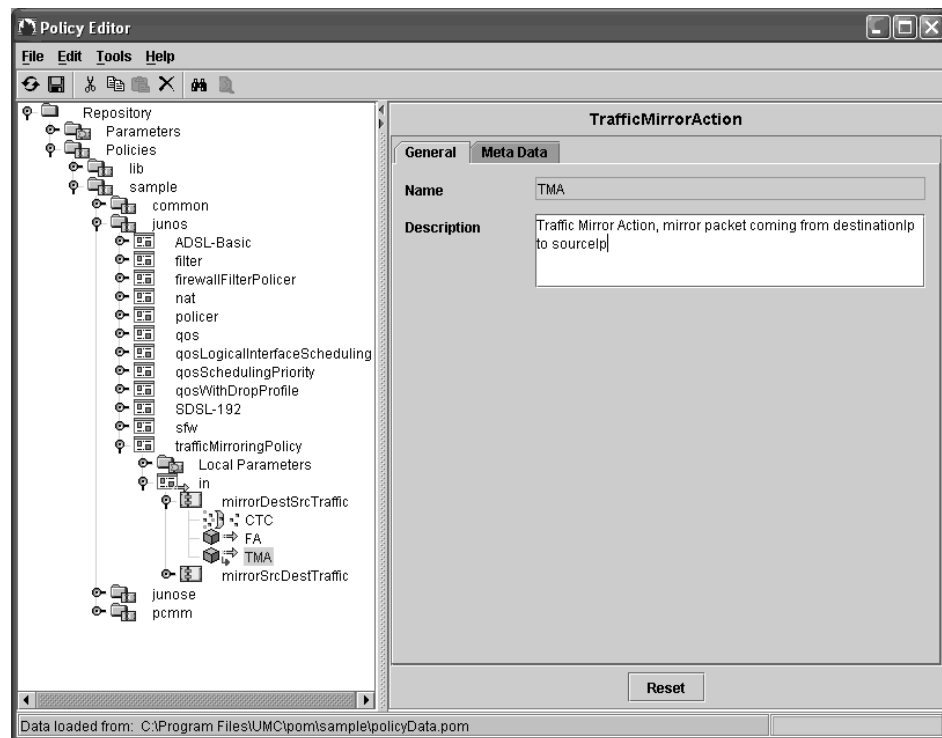 Policy Editor
File Edit Tools Help
Repository
Parameters
Policies
lib
sample
common
junos
ADSL-Basic
filter
firewallFilterPolicer
nat
policer
qos
qosLogicalInterfaceScheduling
qosSchedulingPriority
qosWithDropProfile
SDSL-192
sfw
trafficMirroringPolicy
Local Parameters
in
mirrorDestSrcTraffic
CTC
FA
TMA
mirrorSrcDestTraffic
junose
pcmm
TrafficMirrorAction
General Meta Data
Name TMA
Description Traffic Mirror Action, mirror packet coming from destinationIp
to sourceIp
Reset
Data loaded from: C:\Program Files\UMC\pom\sample\policyData.pom